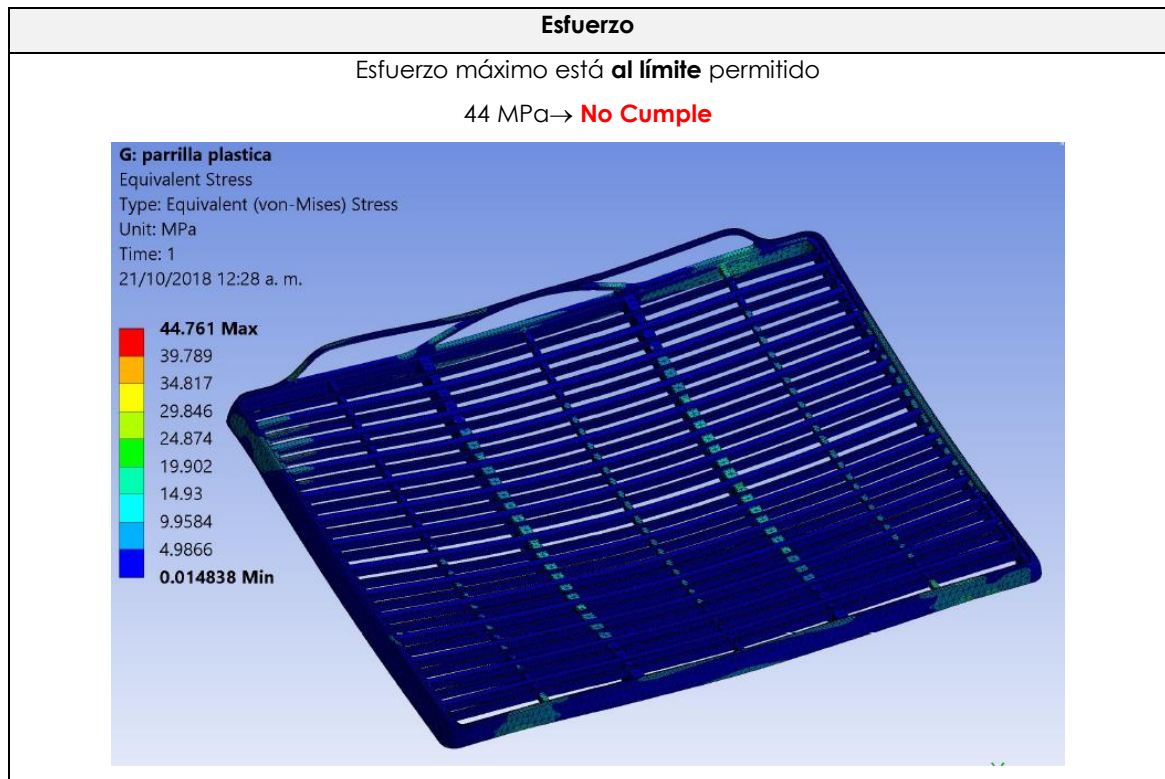 Esfuerzo
Esfuerzo máximo está al límite permitido
44 MPa→ No Cumple
G: parrilla plastica
Equivalent Stress
Type: Equivalent (von-Mises) Stress
Unit: MPa
Time: 1
21/10/2018 12:28 a. m.
44.761 Max
39.789
34.817
29.846
24.874
19.902
14.93
9.9584
4.9866
0.014838 Min